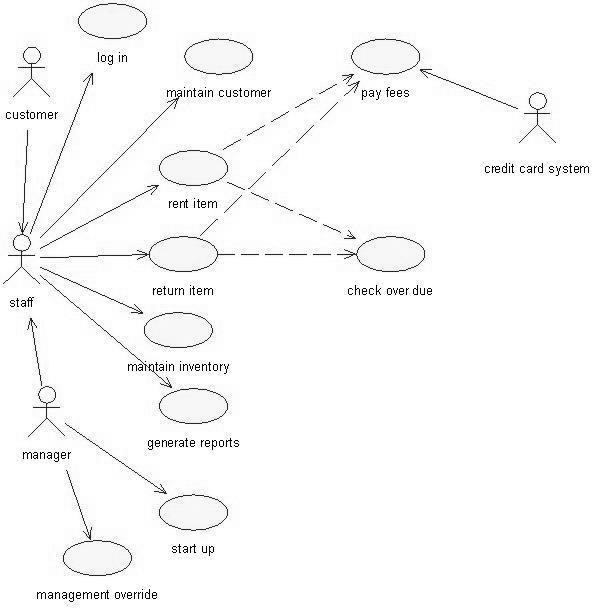 log in
customer
maintain customer
pay fees
credit card system
rent item
staff
return item
check over due
maintain inventory
generate reports
manager
start up
management override